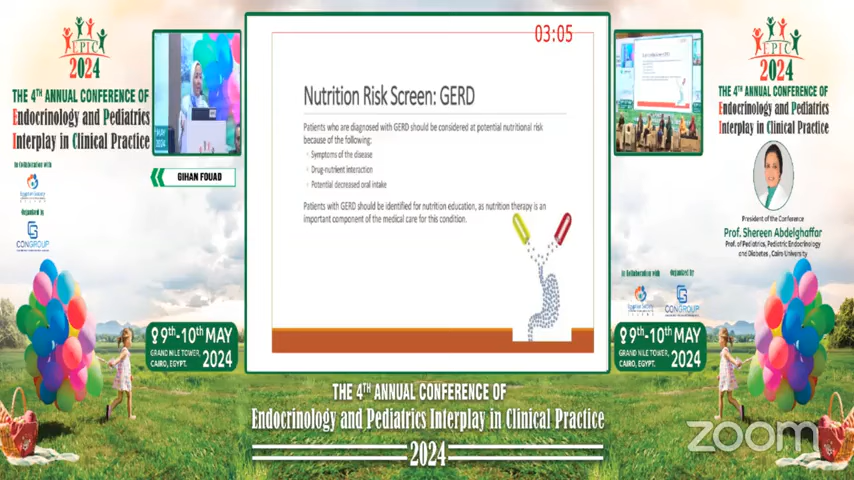 EPIC
2024
THE 4TH ANNUAL CONFERENCE OF
Endocrinology and Pediatrics
Interplay in Clinical Practice
In Collaboration with
Organized by
CONGROUP
9th-10th MAY
GRAND NILE TOWER,
CAIRO, EGYPT.
2024
GIHAN FOUAD
03:05
Nutrition Risk Screen: GERD
Patients who are diagnosed with GERD should be considered at potential nutritional risk
because of the following:
Symptoms of the disease
Drug-nutrient interaction
Potential decreased oral intake
Patients with GERD should be identified for nutrition education, as nutrition therapy is an
important component of the medical care for this condition.
EPIC
2024
THE 4TH ANNUAL CONFERENCE OF
Endocrinology and Pediatrics
Interplay in Clinical Practice
President of the Conference
Prof. Shereen Abdelghaffar
Prof. of Pediatrics, Pediatric Endocrinology
and Diabetes, Cairo University
In Collaboration with
Organized by
CONGROUP
9th-10th MAY
GRAND NILE TOWER,
CAIRO, EGYPT.
2024
THE 4TH ANNUAL CONFERENCE OF
Endocrinology and Pediatrics Interplay in Clinical Practice
2024
zoom